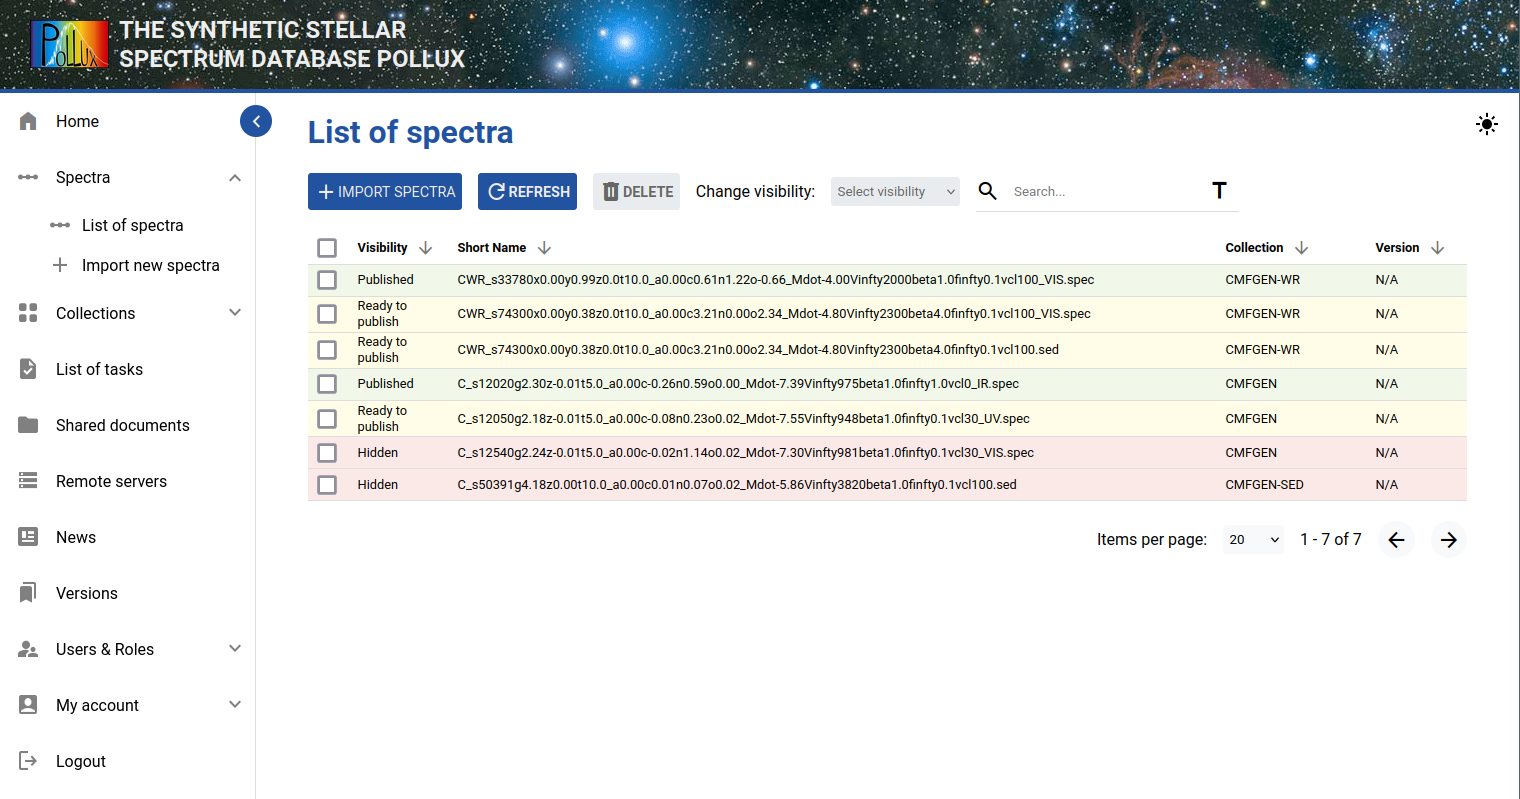 POLLUX
THE SYNTHETIC STELLAR
SPECTRUM DATABASE POLLUX
Home
Spectra
List of spectra
Import new spectra
Collections
List of tasks
Shared documents
Remote servers
News
Versions
Users & Roles
My account
Logout
List of spectra
IMPORT SPECTRA REFRESH DELETE Change visibility: Select visibility Search... T
Visibility Short Name Collection Version
Published CWR_s33780x0.00y0.99z0.0t10.0_a0.00c0.61n1.22o-0.66_Mdot-4.00Vinfty2000beta1.0finfty0.1vcl100_VIS.spec CMFGEN-WR N/A
Ready to
publish CWR_s74300x0.00y0.38z0.0t10.0_a0.00c3.21n0.00o2.34_Mdot-4.80Vinfty2300beta4.0finfty0.1vcl100_VIS.spec CMFGEN-WR N/A
Ready to
publish CWR_s74300x0.00y0.38z0.0t10.0_a0.00c3.21n0.00o2.34_Mdot-4.80Vinfty2300beta4.0finfty0.1vcl100.sed CMFGEN-WR N/A
Published C_s12020g2.30z-0.01t5.0_a0.00c-0.26n0.59o0.00_Mdot-7.39Vinfty975beta1.0finfty1.0vcl0_IR.spec CMFGEN N/A
Ready to
publish C_s12050g2.18z-0.01t5.0_a0.00c-0.08n0.23o0.02_Mdot-7.55Vinfty948beta1.0finfty0.1vcl30_UV.spec CMFGEN N/A
Hidden C_s12540g2.24z-0.01t5.0_a0.00c-0.02n1.14o0.02_Mdot-7.30Vinfty981beta1.0finfty0.1vcl30_VIS.spec CMFGEN N/A
Hidden C_s50391g4.18z0.00t10.0_a0.00c0.01n0.07o0.02_Mdot-5.86Vinfty3820beta1.0finfty0.1vcl100.sed CMFGEN-SED N/A
Items per page: 20 1 - 7 of 7